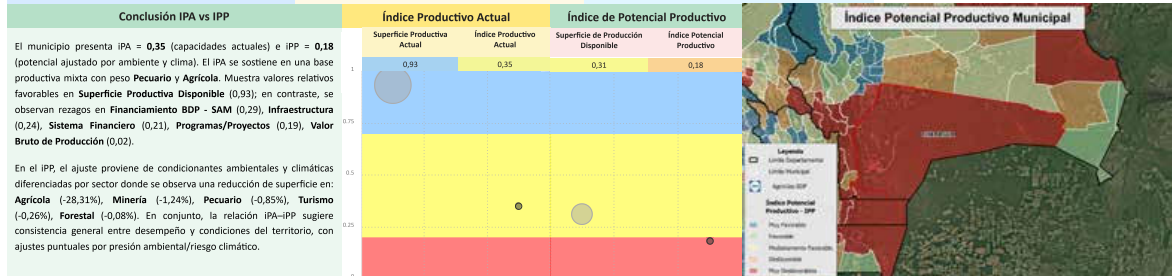 Conclusión IPA vs IPP
El municipio presenta iPA = 0,35 (capacidades actuales) e iPP = 0,18
(potencial ajustado por ambiente y clima). El iPA se sostiene en una base
productiva mixta con peso Pecuario y Agrícola. Muestra valores relativos
favorables en Superficie Productiva Disponible (0,93); en contraste, se
observan rezagos en Financiamiento BDP - SAM (0,29), Infraestructura
(0,24), Sistema Financiero (0,21), Programas/Proyectos (0,19), Valor
Bruto de Producción (0,02).
En el iPP, el ajuste proviene de condicionantes ambientales y climáticas
diferenciadas por sector donde se observa una reducción de superficie en:
Agrícola (-28,31%), Minería (-1,24%), Pecuario (-0,85%), Turismo
(-0,26%), Forestal (-0,08%). En conjunto, la relación iPA–iPP sugiere
consistencia general entre desempeño y condiciones del territorio, con
ajustes puntuales por presión ambiental/riesgo climático.
Índice Productivo Actual
Índice de Potencial Productivo
Superficie Productiva
Actual
Índice Productivo
Actual
Superficie de Producción
Disponible
Índice Potencial
Productivo
0,93
0,35
0,31
0,18
1
0.75
0.5
0.25
0
Índice Potencial Productivo Municipal
Leyenda
Límite Departamental
Límite Municipal
Agencias BDP
Índice Potencial
Productivo - IPP
Muy Favorable
Favorable
Medianamente Favorable
Desfavorable
Muy Desfavorable